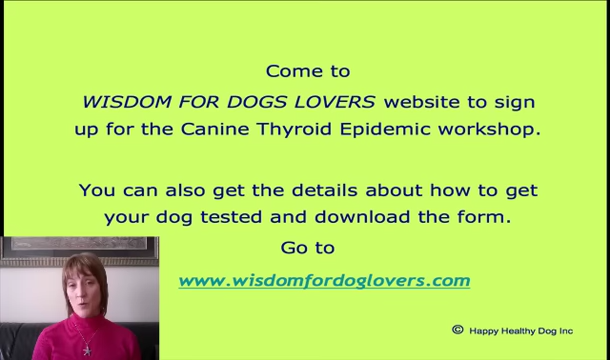 Come to
WISDOM FOR DOGS LOVERS website to sign
up for the Canine Thyroid Epidemic workshop.
You can also get the details about how to get
your dog tested and download the form.
Go to
www.wisdomfordoglovers.com
© Happy Healthy Dog Inc